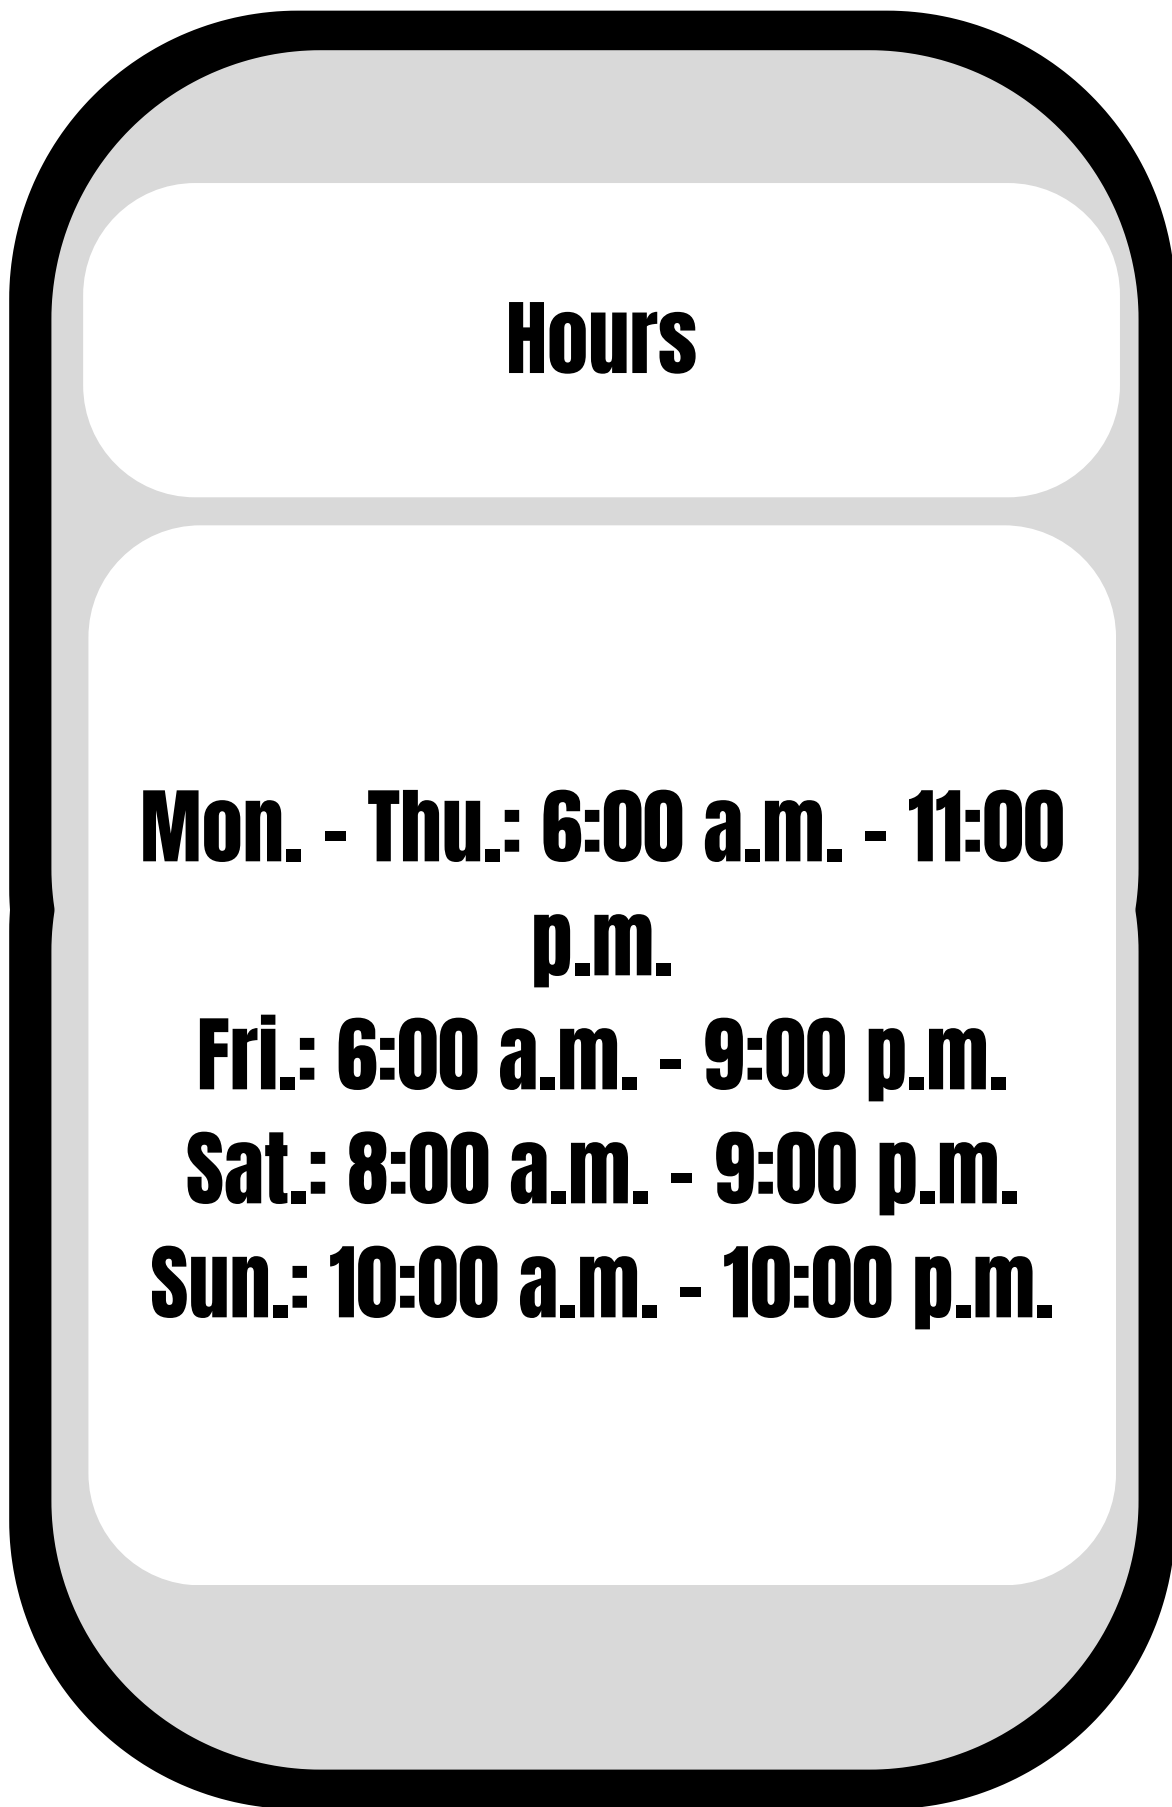 Hours
Mon. - Thu.: 6:00 a.m. - 11:00
p.m.
Fri.: 6:00 a.m. - 9:00 p.m.
Sat.: 8:00 a.m. - 9:00 p.m.
Sun.: 10:00 a.m. - 10:00 p.m.